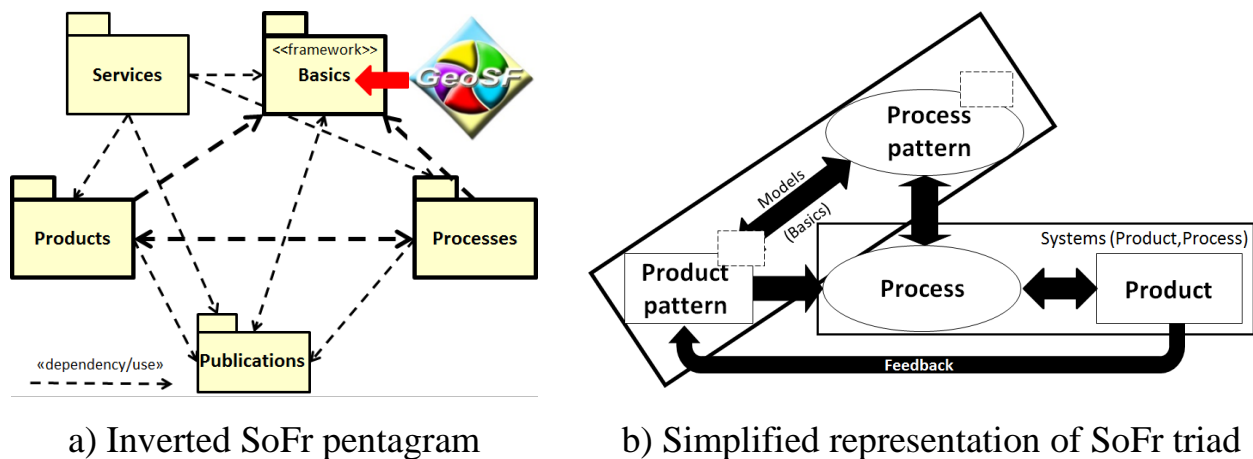 <<framework>>
Services
Basics
GeoSF
Products
Processes
Publications
«dependency/use»
a) Inverted SoFr pentagram
Process
pattern
Models
(Basics)
Systems (Product,Process)
Product
pattern
Process
Product
Feedback
b) Simplified representation of SoFr triad